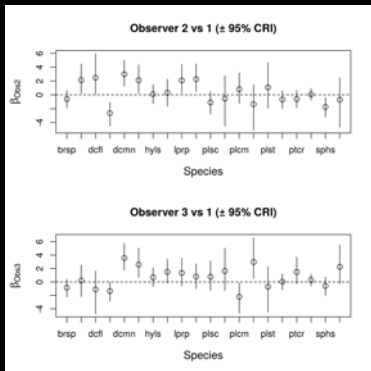 Observer 2 vs 1 (± 95% CRI)
βObs2
6
4
2
0
-4
brsp dcfl dcmn hyls lprp plsc plcm plst ptcr sphs
Species
Observer 3 vs 1 (± 95% CRI)
βObs3
6
4
2
0
-4
brsp dcfl dcmn hyls lprp plsc plcm plst ptcr sphs
Species